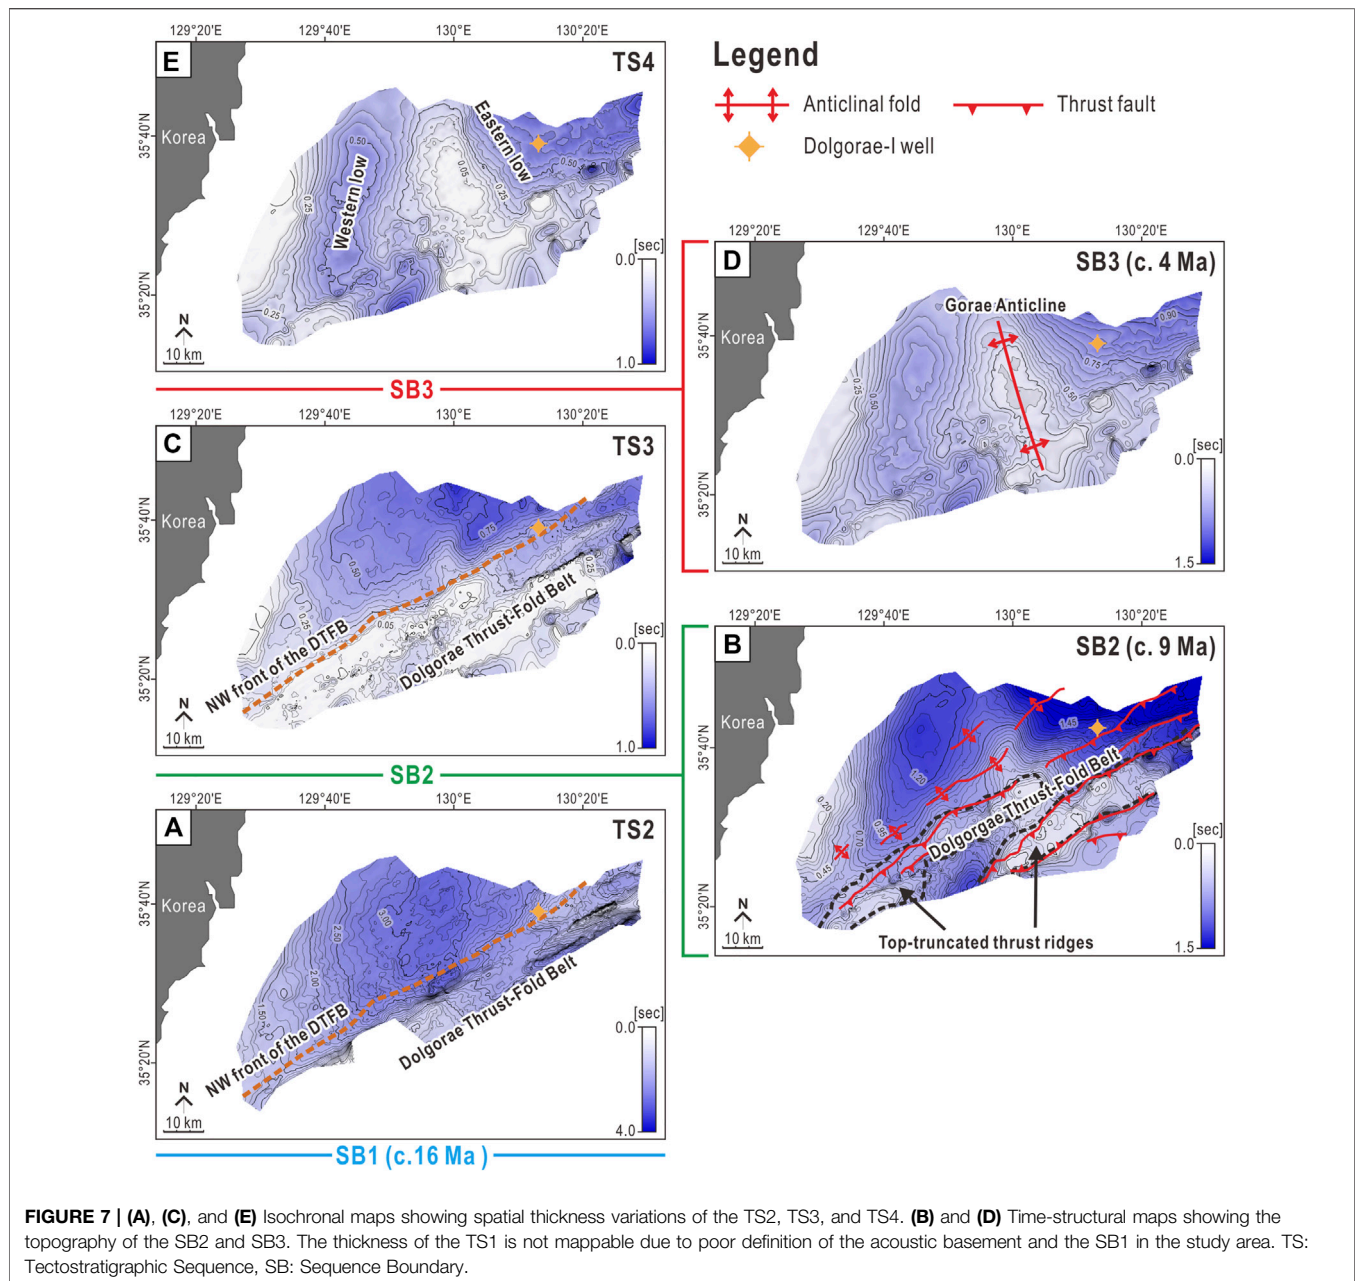 129°20'E 129°40'E 130°0'E 130°20'E
E
TS4
Korea
35°40'N
35°20'N
Western low
Eastern low
0.50
0.25
0.05
0.25
0.50
0.25
N
10 km
[sec]
0.0
1.0
Legend
Anticlinal fold
Thrust fault
Dolgorae-I well
SB3
129°20'E 129°40'E 130°0'E 130°20'E
D
SB3 (c. 4 Ma)
Gorae Anticline
Korea
35°40'N
35°20'N
0.25
0.50
0.90
0.75
0.50
N
10 km
[sec]
0.0
1.5
129°20'E 129°40'E 130°0'E 130°20'E
C
TS3
Korea
35°40'N
35°20'N
0.75
0.50
0.25
0.25
0.05
NW front of the DTFB
Dolgorae Thrust-Fold Belt
N
10 km
[sec]
0.0
1.0
SB2
129°20'E 129°40'E 130°0'E 130°20'E
B
SB2 (c. 9 Ma)
Korea
35°40'N
35°20'N
1.45
1.20
0.20
0.95
0.70
0.45
Dolgorgae Thrust-Fold Belt
Top-truncated thrust ridges
N
10 km
[sec]
0.0
1.5
129°20'E 129°40'E 130°0'E 130°20'E
A
TS2
Korea
35°40'N
35°20'N
3.00
2.50
2.00
1.50
NW front of the DTFB
Dolgorae Thrust-Fold Belt
N
10 km
[sec]
0.0
4.0
SB1 (c.16 Ma )
FIGURE 7 | (A), (C), and (E) Isochronal maps showing spatial thickness variations of the TS2, TS3, and TS4. (B) and (D) Time-structural maps showing the
topography of the SB2 and SB3. The thickness of the TS1 is not mappable due to poor definition of the acoustic basement and the SB1 in the study area. TS:
Tectostratigraphic Sequence, SB: Sequence Boundary.